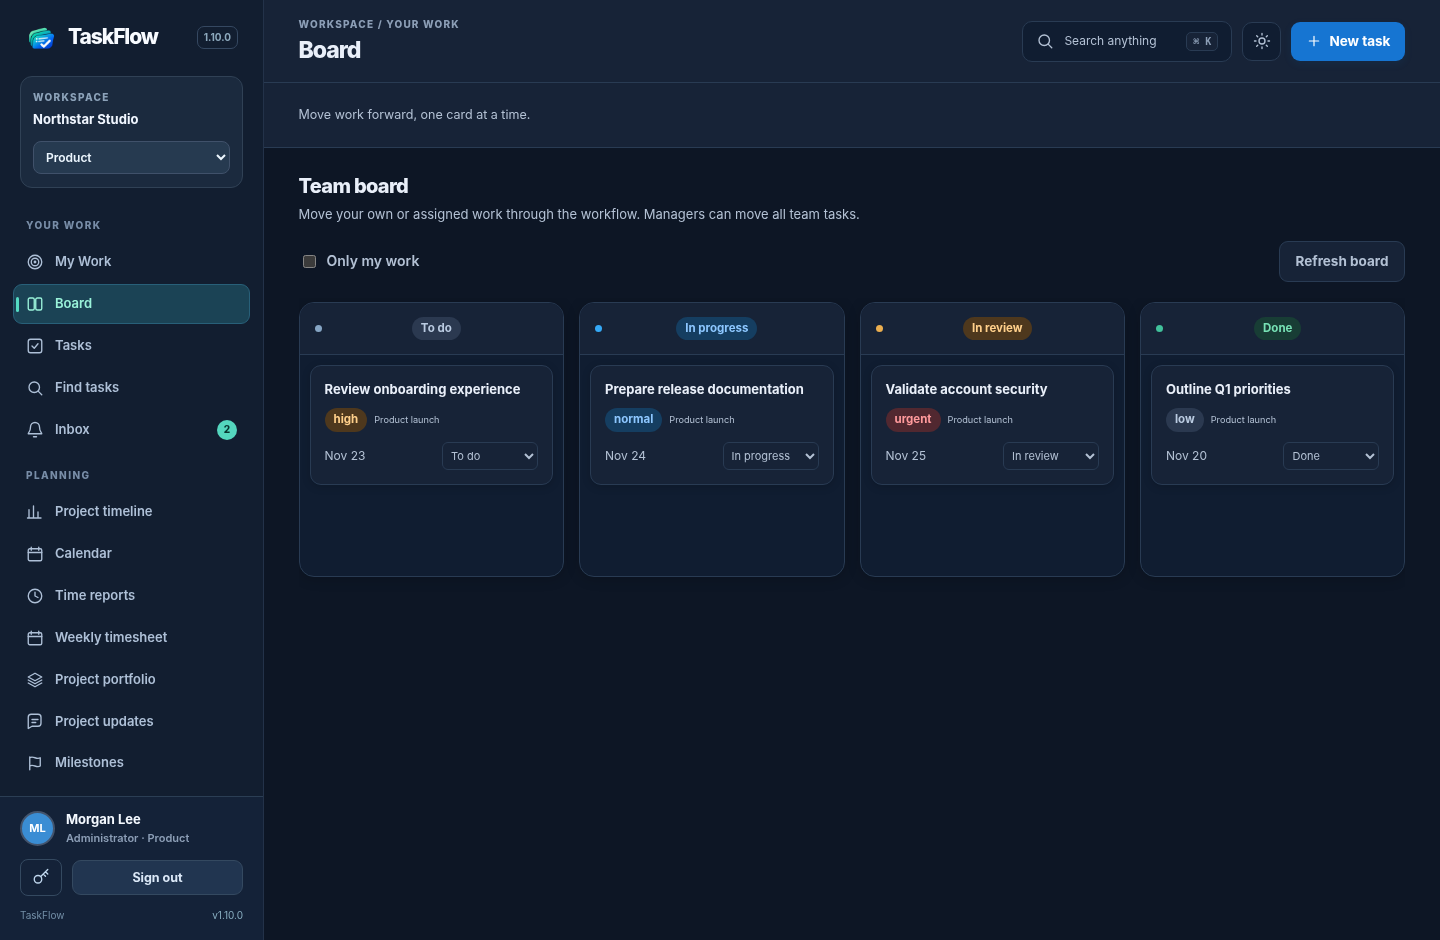 TaskFlow
1.10.0
WORKSPACE
Northstar Studio
Product
YOUR WORK
My Work
Board
Tasks
Find tasks
Inbox
2
PLANNING
Project timeline
Calendar
Time reports
Weekly timesheet
Project portfolio
Project updates
Milestones
ML
Morgan Lee
Administrator · Product
Sign out
TaskFlow
v1.10.0
WORKSPACE / YOUR WORK
Board
Search anything
⌘ K
New task
Move work forward, one card at a time.
Team board
Move your own or assigned work through the workflow. Managers can move all team tasks.
Only my work
Refresh board
To do
Review onboarding experience
high Product launch
Nov 23
To do
In progress
Prepare release documentation
normal Product launch
Nov 24
In progress
In review
Validate account security
urgent Product launch
Nov 25
In review
Done
Outline Q1 priorities
low Product launch
Nov 20
Done